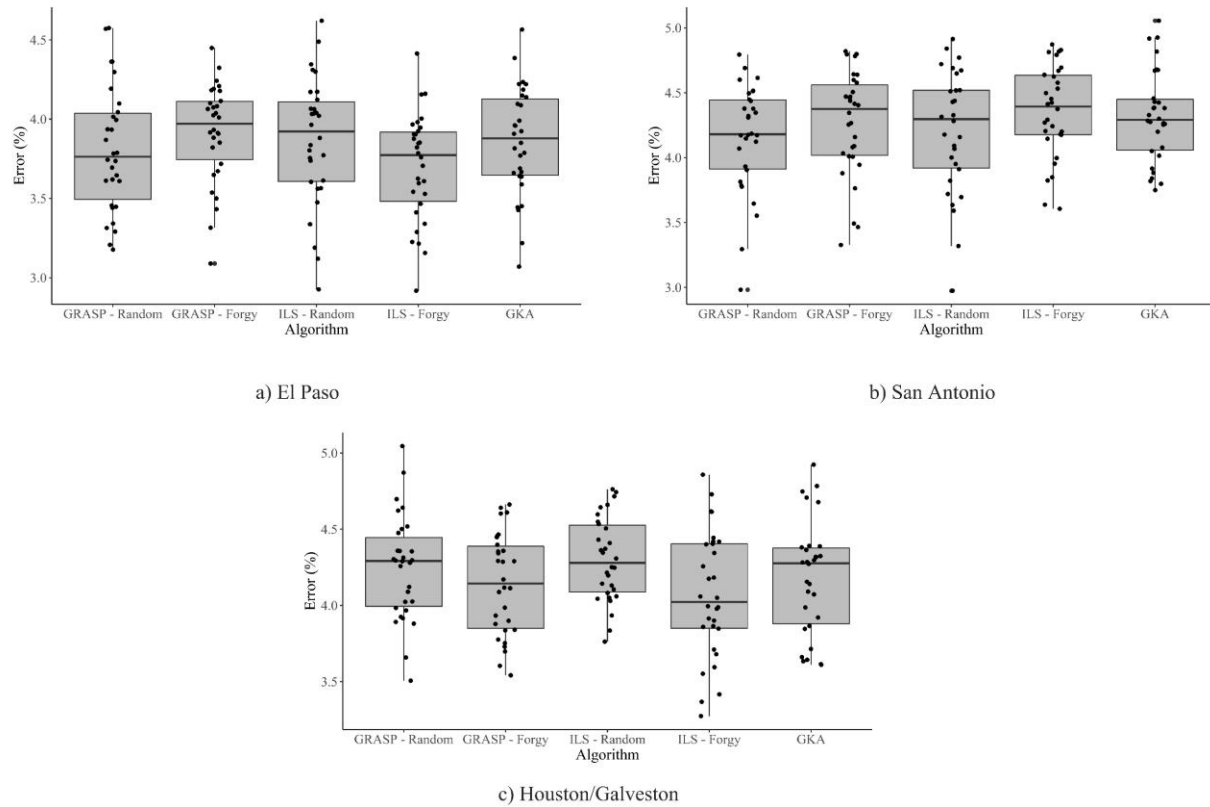 4.5
4.0
3.5
3.0
Error (%)
GRASP - Random GRASP - Forgy ILS - Random ILS - Forgy GKA
Algorithm
a) El Paso
5.0
4.5
4.0
3.5
3.0
Error (%)
GRASP - Random GRASP - Forgy ILS - Random ILS - Forgy GKA
Algorithm
b) San Antonio
5.0
4.5
4.0
3.5
Error (%)
GRASP - Random GRASP - Forgy ILS - Random ILS - Forgy GKA
Algorithm
c) Houston/Galveston